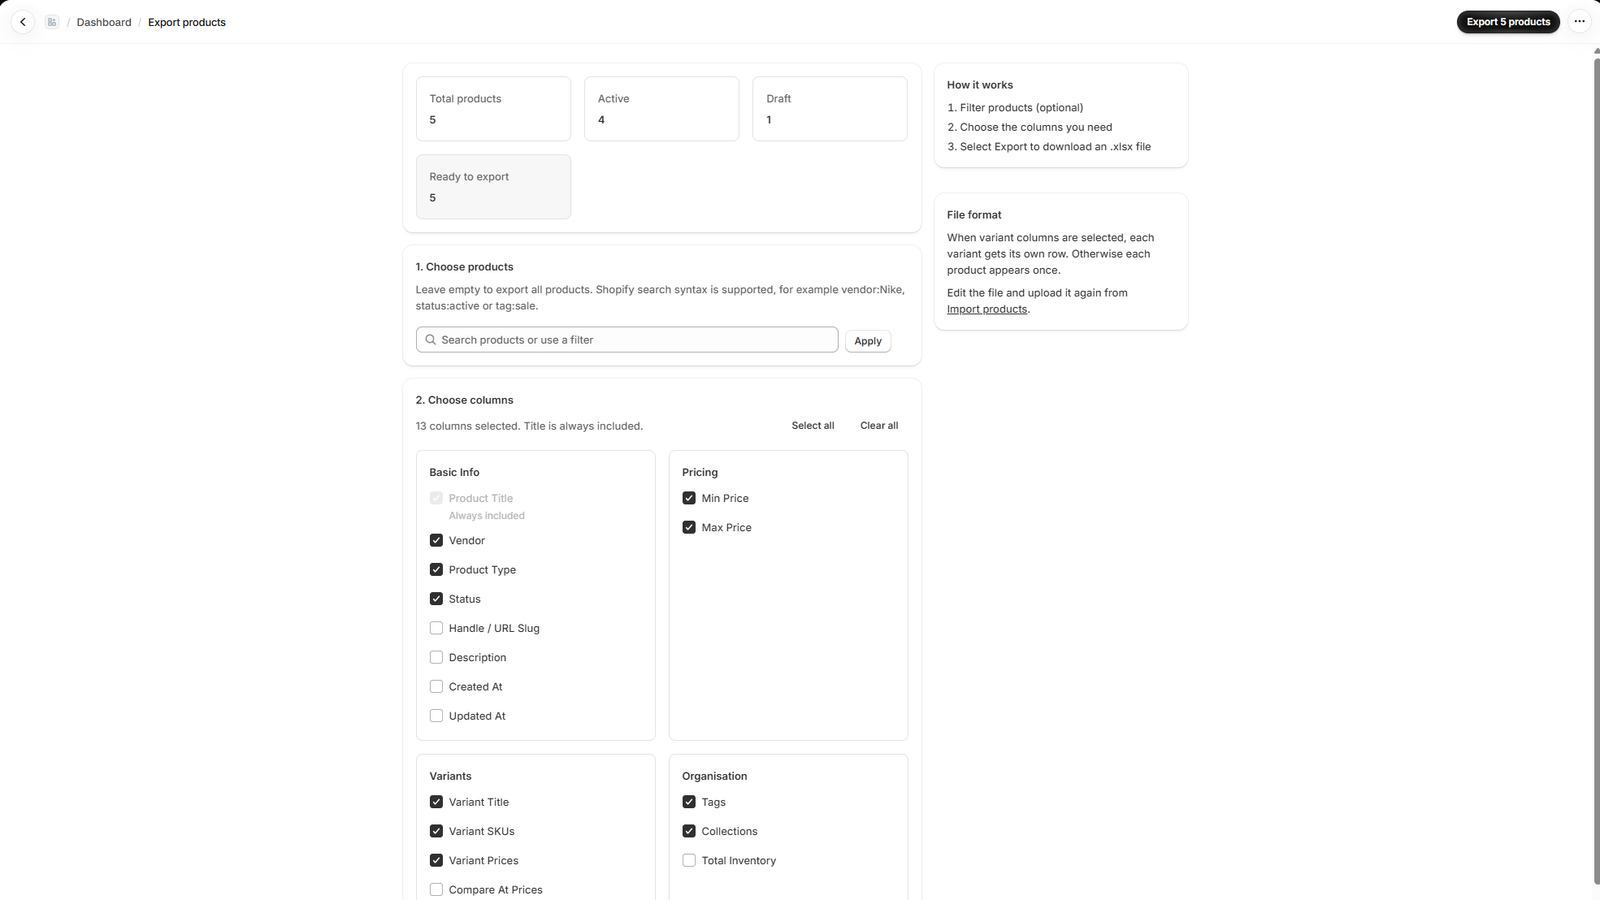 Dashboard / Export products
Export 5 products
Total products
5
Active
4
Draft
1
Ready to export
5
1. Choose products
Leave empty to export all products. Shopify search syntax is supported, for example vendor:Nike,
status:active or tag:sale.
Search products or use a filter
Apply
2. Choose columns
13 columns selected. Title is always included.
Select all
Clear all
Basic Info
Product Title
Always included
Vendor
Product Type
Status
Handle / URL Slug
Description
Created At
Updated At
Pricing
Min Price
Max Price
Variants
Variant Title
Variant SKUs
Variant Prices
Compare At Prices
Organisation
Tags
Collections
Total Inventory
How it works
1. Filter products (optional)
2. Choose the columns you need
3. Select Export to download an .xlsx file
File format
When variant columns are selected, each
variant gets its own row. Otherwise each
product appears once.
Edit the file and upload it again from
Import products.